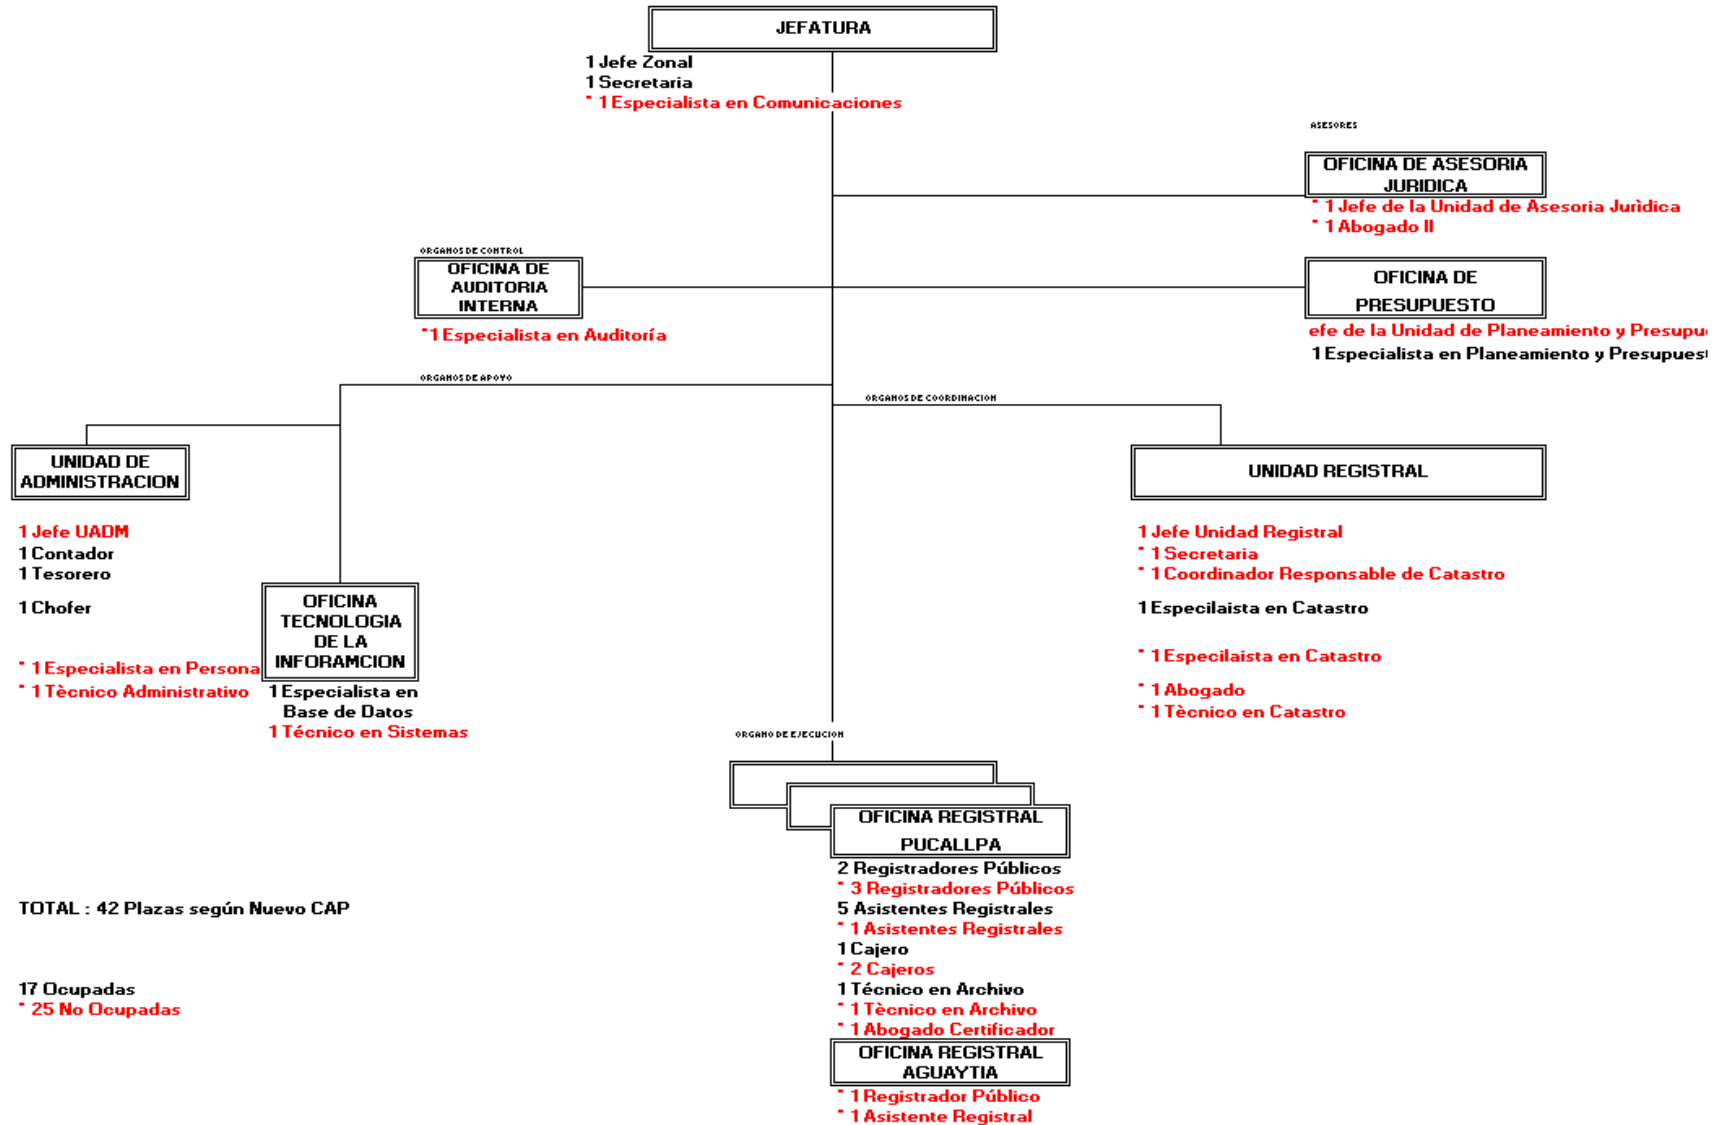 JEFATURA
1 Jefe Zonal
1 Secretaria
* 1 Especialista en Comunicaciones
ASESORES
OFICINA DE ASESORIA
JURIDICA
* 1 Jefe de la Unidad de Asesoria Jurìdica
* 1 Abogado II
ORGANOS DE CONTROL
OFICINA DE
AUDITORIA
INTERNA
*1 Especialista en Auditoría
OFICINA DE
PRESUPUESTO
efe de la Unidad de Planeamiento y Presupu
1 Especialista en Planeamiento y Presupues
ORGANOS DE APOYO
ORGANOS DE COORDINACION
UNIDAD DE
ADMINISTRACION
1 Jefe UADM
1 Contador
1 Tesorero
1 Chofer
* 1 Especialista en Persona
* 1 Tècnico Administrativo
OFICINA
TECNOLOGIA
DE LA
INFORAMCION
1 Especialista en
Base de Datos
1 Técnico en Sistemas
UNIDAD REGISTRAL
1 Jefe Unidad Registral
* 1 Secretaria
* 1 Coordinador Responsable de Catastro
1 Especilaista en Catastro
* 1 Especilaista en Catastro
* 1 Abogado
* 1 Tècnico en Catastro
ORGANO DE EJECUCION
OFICINA REGISTRAL
PUCALLPA
2 Registradores Públicos
* 3 Registradores Públicos
5 Asistentes Registrales
* 1 Asistentes Registrales
1 Cajero
* 2 Cajeros
1 Técnico en Archivo
* 1 Tècnico en Archivo
* 1 Abogado Certificador
OFICINA REGISTRAL
AGUAYTIA
* 1 Registrador Público
* 1 Asistente Registral
TOTAL : 42 Plazas según Nuevo CAP
17 Ocupadas
* 25 No Ocupadas